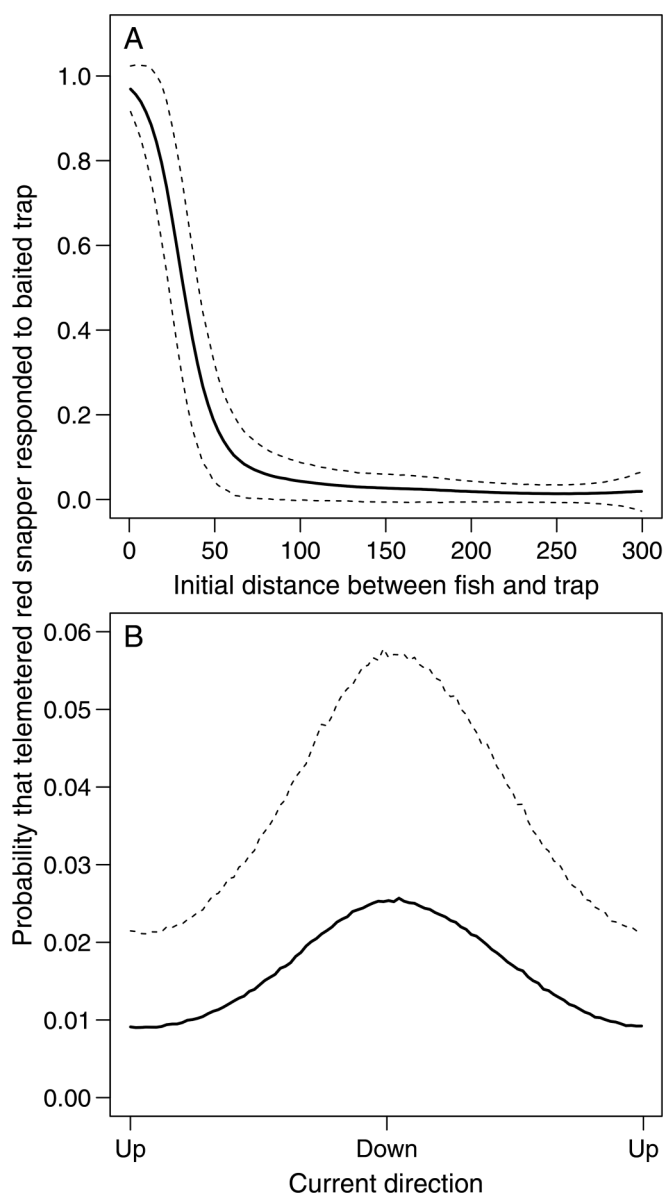 Probability that telemetered red snapper responded to baited trap
A
1.0
0.8
0.6
0.4
0.2
0.0
0 50 100 150 200 250 300
Initial distance between fish and trap
B
0.06
0.05
0.04
0.03
0.02
0.01
0.00
Up Down Up
Current direction